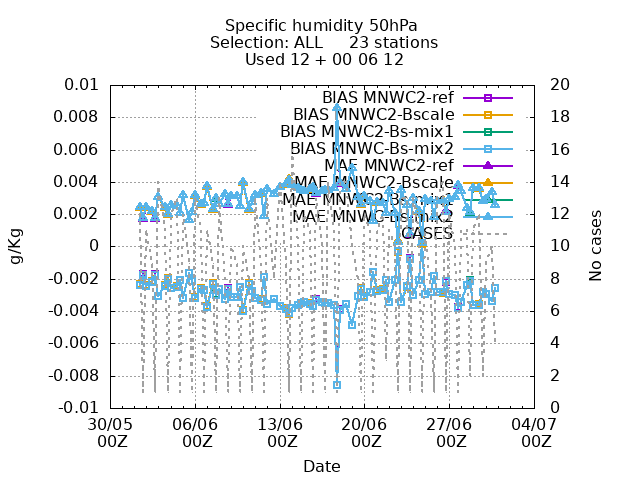 Specific humidity 50hPa
Selection: ALL     23 stations
Used 12 + 00 06 12
g/Kg
No cases
0.01
0.008
0.006
0.004
0.002
0
-0.002
-0.004
-0.006
-0.008
-0.01
20
18
16
14
12
10
8
6
4
2
0
BIAS MNWC2-ref
BIAS MNWC2-Bscale
BIAS MNWC2-Bs-mix1
BIAS MNWC-Bs-mix2
MAE MNWC2-ref
MAE MNWC2-Bscale
MAE MNWC2-Bs-mix1
MAE MNWC-Bs-mix2
CASES
30/05 06/06 13/06 20/06 27/06 04/07
00Z 00Z 00Z 00Z 00Z 00Z
Date